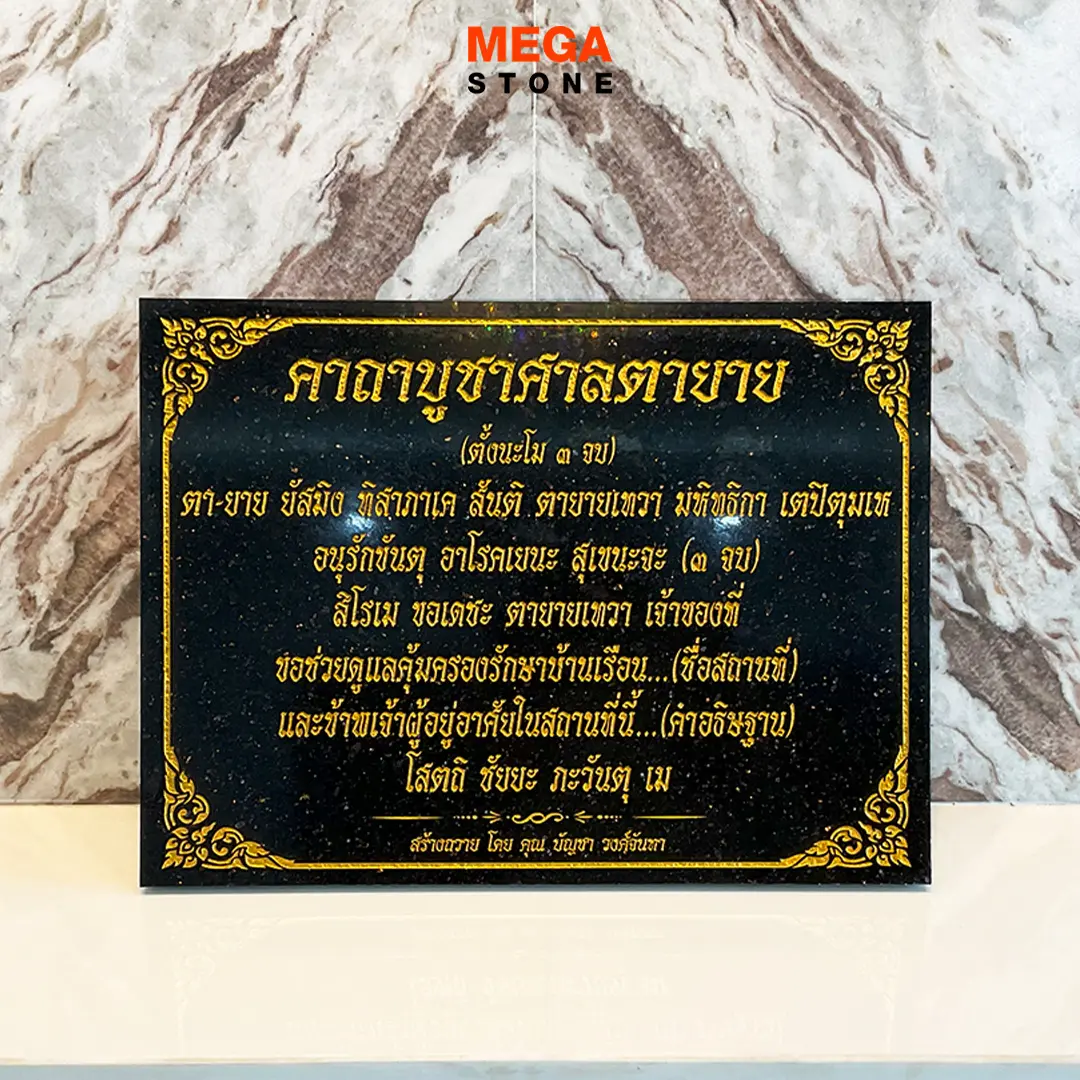 MEGA
STONE
คาถาบูชาศาลตายาย
(ตั้งนะโม ๓ จบ)
ตา-ยาย ยัสมิง ทิสาภาเค สันติ ตายายเทวา มหิทธิกา เตปิตุมเห
อนุรักขันตุ อาโรคเยนะ สุเขนะจะ (๓ จบ)
สิโรเม ขอเดชะ ตายายเทวา เจ้าของที่
ขอช่วยดูแลคุ้มครองรักษาบ้านเรือน...(ชื่อสถานที่)
และข้าพเจ้าผู้อยู่อาศัยในสถานที่นี้...(คำอธิษฐาน)
โสตถิ ชัยยะ ภะวันตุ เม
สร้างถวาย โดย คุณ บัญชา วงศ์จันทา